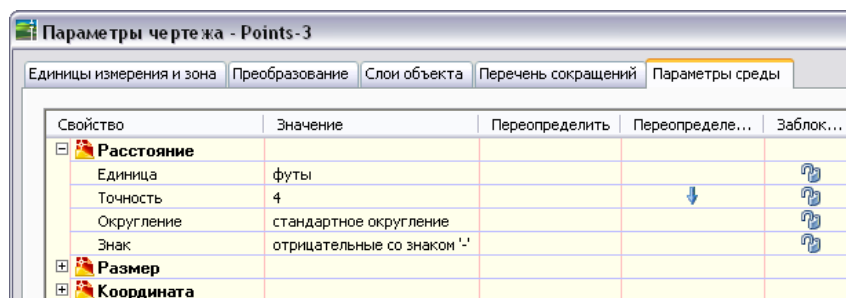 Параметры чертежа - Points-3
Единицы измерения и зона Преобразование Слои объекта Перечень сокращений Параметры среды
Свойство Значение Переопределить Переопределе... Заблок...
Расстояние
Единица футы
Точность 4
Округление стандартное округление
Знак отрицательные со знаком '-'
Размер
Координата